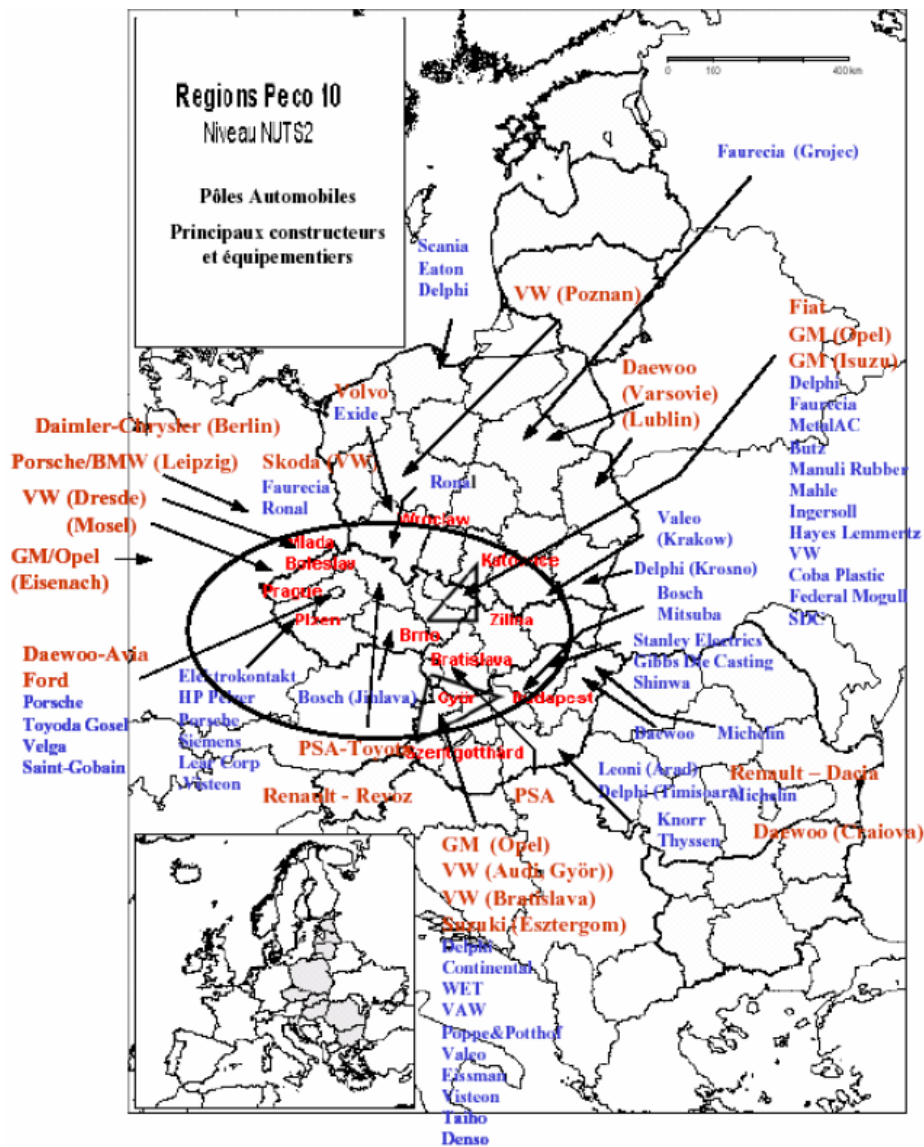 Regions Peco 10
Niveau NUTS2
Pôles Automobiles
Principaux constructeurs
et équipementiers
0 160 400 km
Faurecia (Grojec)
Scania
Eaton
Delphi
VW (Poznan)
Fiat
GM (Opel)
GM (Isuzu)
Delphi
Faurecia
MetalAC
Butz
Manuli Rubber
Mahle
Ingersoll
Hayes Lemmertz
VW
Coba Plastic
Federal Mogull
SDC
Daewoo
(Varsovie)
(Lublin)
Volvo
Exide
Daimler-Chrysler (Berlin)
Porsche/BMW (Leipzig)
Skoda (VW)
Faurecia
Ronal
Ronal
VW (Dresde)
(Mosel)
GM/Opel
(Eisenach)
Wroclaw
Mlada
Boleslav
Katowice
Prague
Plzen
Zilina
Brno
Bratislava
Györ
Budapest
Szentgotthard
Valeo
(Krakow)
Delphi (Krosno)
Bosch
Mitsuba
Stanley Electrics
Gibbs Die Casting
Shinwa
Daewoo-Avia
Ford
Porsche
Toyoda Gosel
Velga
Saint-Gobain
Elektrokontakt
HP Pelzer
Porsche
Siemens
Lear Corp
Visteon
Bosch (Jihlava)
PSA-Toyota
Renault - Revoz
PSA
Daewoo
Michelin
Leoni (Arad)
Delphi (Timisoara)
Knorr
Thyssen
Renault – Dacia
Michelin
Daewoo (Craiova)
GM (Opel)
VW (Audi, Györ))
VW (Bratislava)
Suzuki (Esztergom)
Delphi
Continental
WET
VAW
Poppe&Potthof
Valeo
Eissman
Visteon
Taiho
Denso